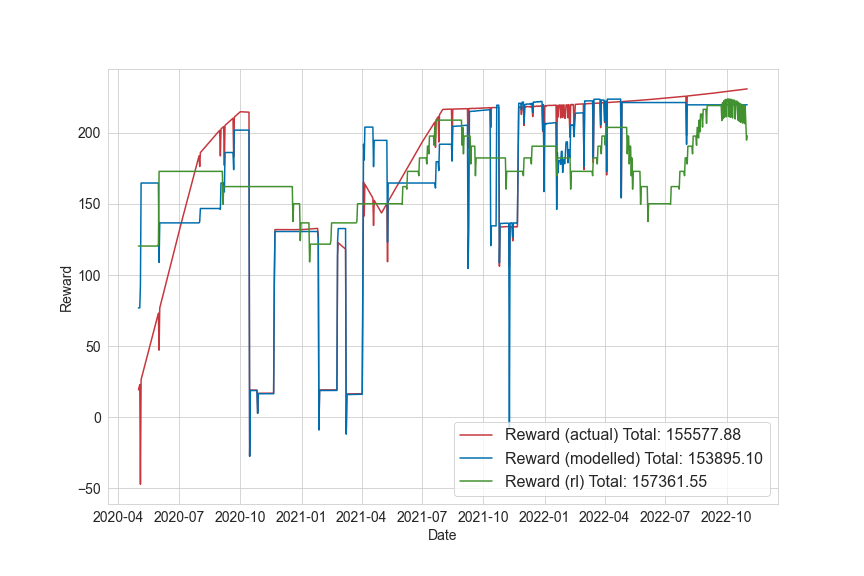 200
150
100
50
0
−50
Reward
Reward (actual) Total: 155577.88
Reward (modelled) Total: 153895.10
Reward (rl) Total: 157361.55
2020-04 2020-07 2020-10 2021-01 2021-04 2021-07 2021-10 2022-01 2022-04 2022-07 2022-10
Date